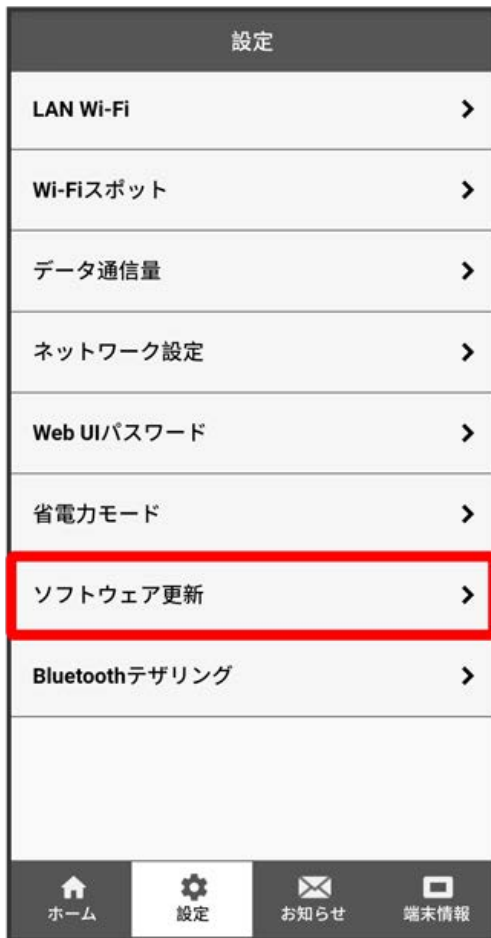 設定
LAN Wi-Fi
Wi-Fiスポット
データ通信量
ネットワーク設定
Web UIパスワード
省電力モード
ソフトウェア更新
Bluetoothテザリング
ホーム
設定
お知らせ
端末情報